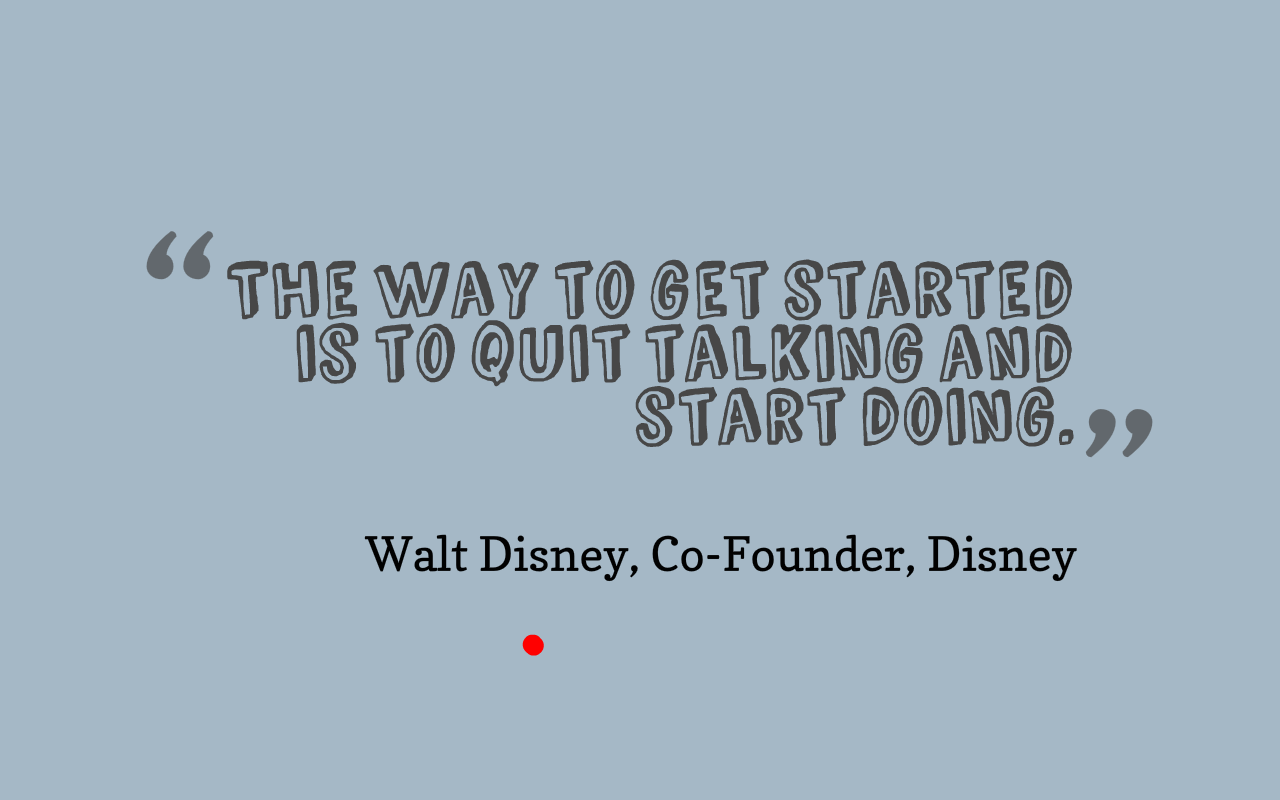 “THE WAY TO GET STARTED
IS TO QUIT TALKING AND
START DOING.”
Walt Disney, Co-Founder, Disney